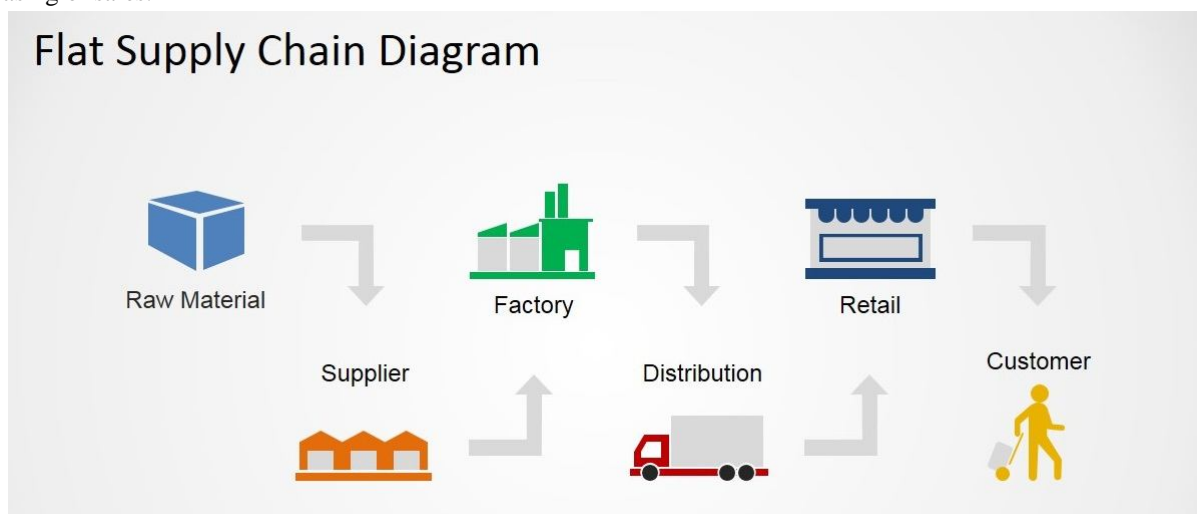 Flat Supply Chain Diagram
Raw Material
Factory
Retail
Supplier
Distribution
Customer